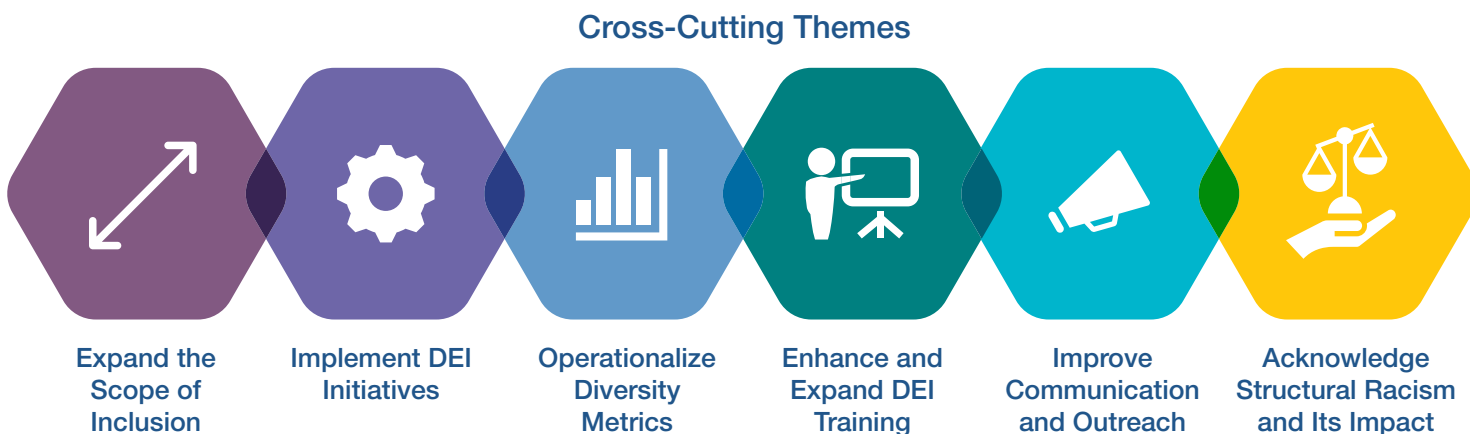 Cross-Cutting Themes
Expand the
Scope of
Inclusion
Implement DEI
Initiatives
Operationalize
Diversity
Metrics
Enhance and
Expand DEI
Training
Improve
Communication
and Outreach
Acknowledge
Structural Racism
and Its Impact